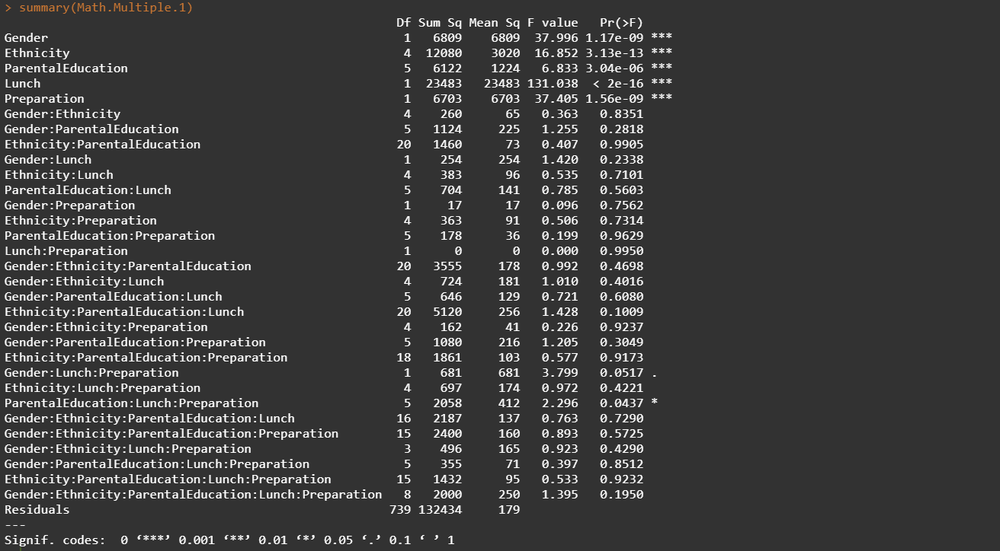 > summary(Math.Multiple.1)
                                                       Df Sum Sq Mean Sq F value   Pr(>F)    
Gender                                                  1   6809    6809  37.996 1.17e-09 ***
Ethnicity                                               4  12080    3020  16.852 3.13e-13 ***
ParentalEducation                                       5   6122    1224   6.833 3.04e-06 ***
Lunch                                                   1  23483   23483 131.038  < 2e-16 ***
Preparation                                             1   6703    6703  37.405 1.56e-09 ***
Gender:Ethnicity                                        4    260      65   0.363   0.8351    
Gender:ParentalEducation                                5   1124     225   1.255   0.2818    
Ethnicity:ParentalEducation                            20   1460      73   0.407   0.9905    
Gender:Lunch                                            1    254     254   1.420   0.2338    
Ethnicity:Lunch                                         4    383      96   0.535   0.7101    
ParentalEducation:Lunch                                 5    704     141   0.785   0.5603    
Gender:Preparation                                      1     17      17   0.096   0.7562    
Ethnicity:Preparation                                   4    363      91   0.506   0.7314    
ParentalEducation:Preparation                           5    178      36   0.199   0.9629    
Lunch:Preparation                                       1      0       0   0.000   0.9950    
Gender:Ethnicity:ParentalEducation                     20   3555     178   0.992   0.4698    
Gender:Ethnicity:Lunch                                  4    724     181   1.010   0.4016    
Gender:ParentalEducation:Lunch                          5    646     129   0.721   0.6080    
Ethnicity:ParentalEducation:Lunch                      20   5120     256   1.428   0.1009    
Gender:Ethnicity:Preparation                            4    162      41   0.226   0.9237    
Gender:ParentalEducation:Preparation                    5   1080     216   1.205   0.3049    
Ethnicity:ParentalEducation:Preparation                18   1861     103   0.577   0.9173    
Gender:Lunch:Preparation                                1    681     681   3.799   0.0517 .  
Ethnicity:Lunch:Preparation                             4    697     174   0.972   0.4221    
ParentalEducation:Lunch:Preparation                     5   2058     412   2.296   0.0437 *  
Gender:Ethnicity:ParentalEducation:Lunch               16   2187     137   0.763   0.7290    
Gender:Ethnicity:ParentalEducation:Preparation         15   2400     160   0.893   0.5725    
Gender:Ethnicity:Lunch:Preparation                      3    496     165   0.923   0.4290    
Gender:ParentalEducation:Lunch:Preparation              5    355      71   0.397   0.8512    
Ethnicity:ParentalEducation:Lunch:Preparation          15   1432      95   0.533   0.9232    
Gender:Ethnicity:ParentalEducation:Lunch:Preparation    8   2000     250   1.395   0.1950    
Residuals                                             739 132434     179                     
---
Signif. codes:  0 ‘***’ 0.001 ‘**’ 0.01 ‘*’ 0.05 ‘.’ 0.1 ‘ ’ 1